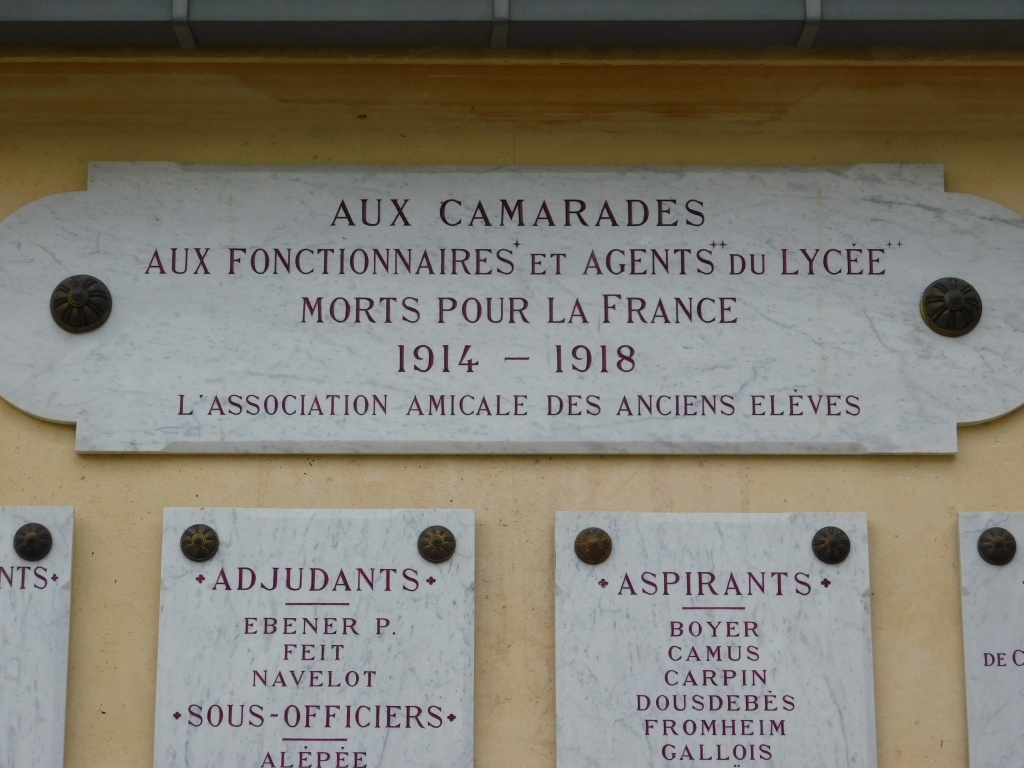 AUX CAMARADES
AUX FONCTIONNAIRES+ ET AGENTS++ DU LYCÉE++
MORTS POUR LA FRANCE
1914 – 1918
L'ASSOCIATION AMICALE DES ANCIENS ELÈVES
NTS
ADJUDANTS
EBENER P.
FEIT
NAVELOT
SOUS-OFFICIERS
ALÉPÉE
ASPIRANTS
BOYER
CAMUS
CARPIN
DOUSDEBÈS
FROMHEIM
GALLOIS
DE C